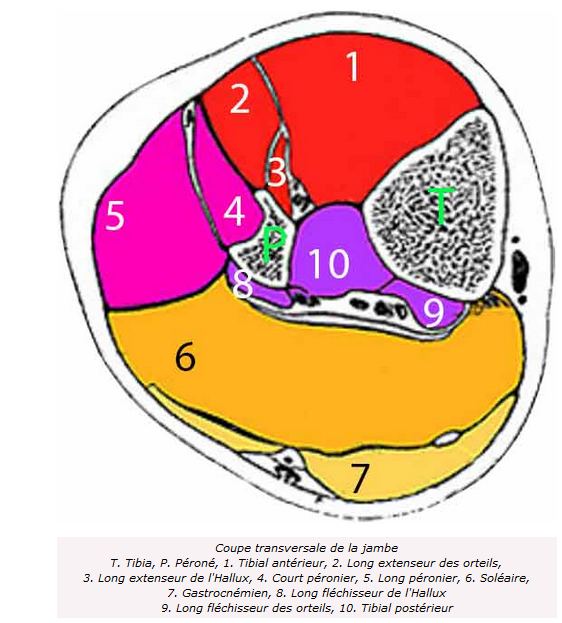 1
2
3
T
4
5
P
10
8
9
6
7
Coupe transversale de la jambe
T. Tibia, P. Péroné, 1. Tibial antérieur, 2. Long extenseur des orteils,
3. Long extenseur de l'Hallux, 4. Court péronier, 5. Long péronier, 6. Soléaire,
7. Gastrocnémien, 8. Long fléchisseur de l'Hallux
9. Long fléchisseur des orteils, 10. Tibial postérieur